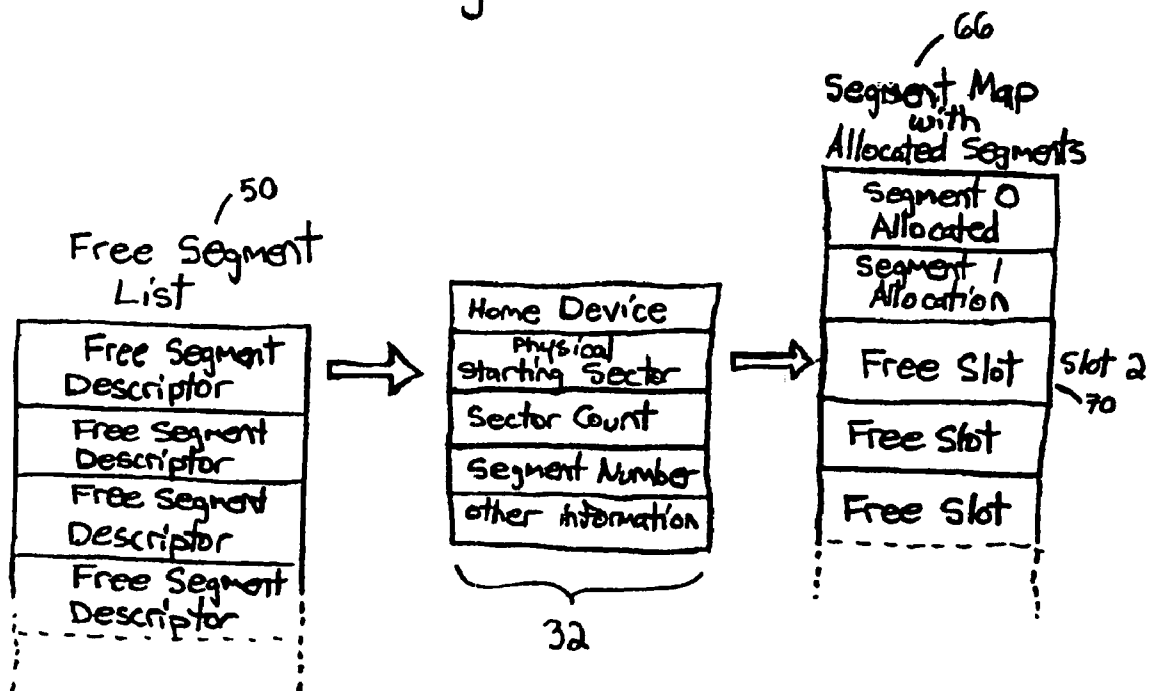 50
Free Segment
List
Free Segment
Descriptor
Free Segment
Descriptor
Free Segment
Descriptor
Free Segment
Descriptor
Home Device
Physical
Starting Sector
Sector Count
Segment Number
other information
32
66
Segment Map
with
Allocated Segments
Segment 0
Allocated
Segment 1
Allocation
Free Slot
Slot 2
70
Free Slot
Free Slot